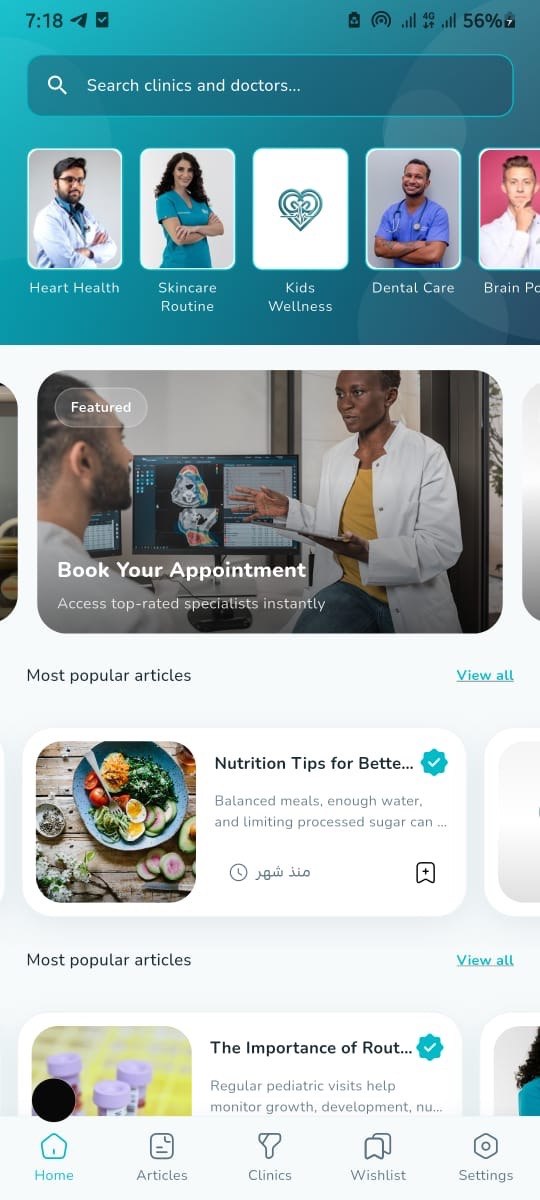 7:18
4G
56%
Search clinics and doctors...
Heart Health
Skincare
Routine
Kids
Wellness
Dental Care
Brain Po
Featured
Book Your Appointment
Access top-rated specialists instantly
Most popular articles
View all
Nutrition Tips for Bette...
Balanced meals, enough water,
and limiting processed sugar can ...
منذ شهر
Most popular articles
View all
The Importance of Rout...
Regular pediatric visits help
monitor growth, development, nu...
Home
Articles
Clinics
Wishlist
Settings